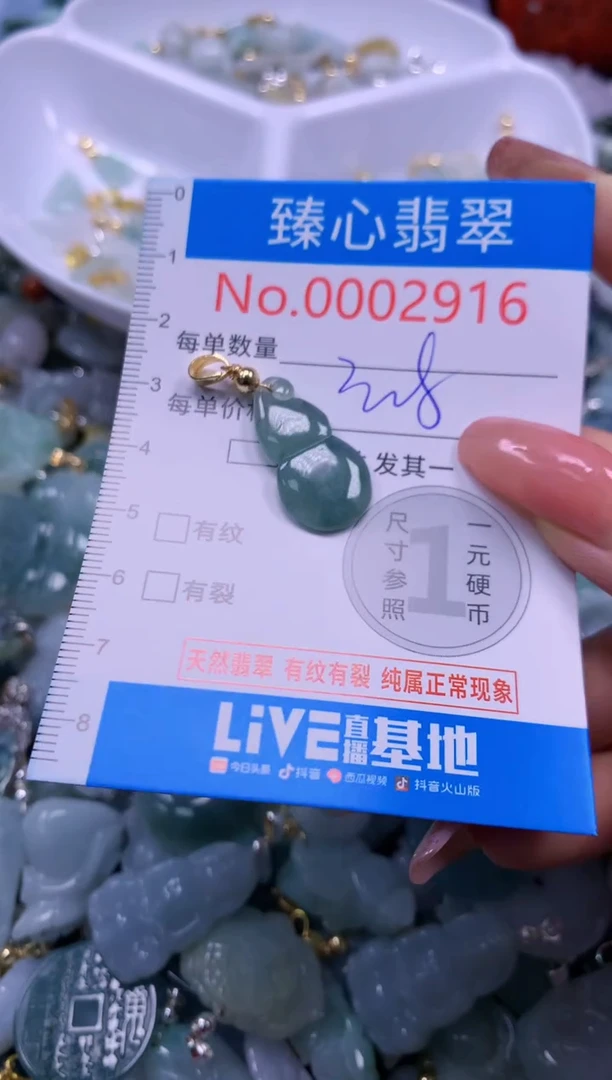 0
臻心翡翠
1
No.0002916
2
每单数量
3
328
每单价
4
发其一
5
有纹
尺寸参照
1
一元硬币
6
有裂
7
天然翡翠 有纹有裂 纯属正常现象
8
LiVE直播基地
今日头条 抖音 西瓜视频 抖音火山版